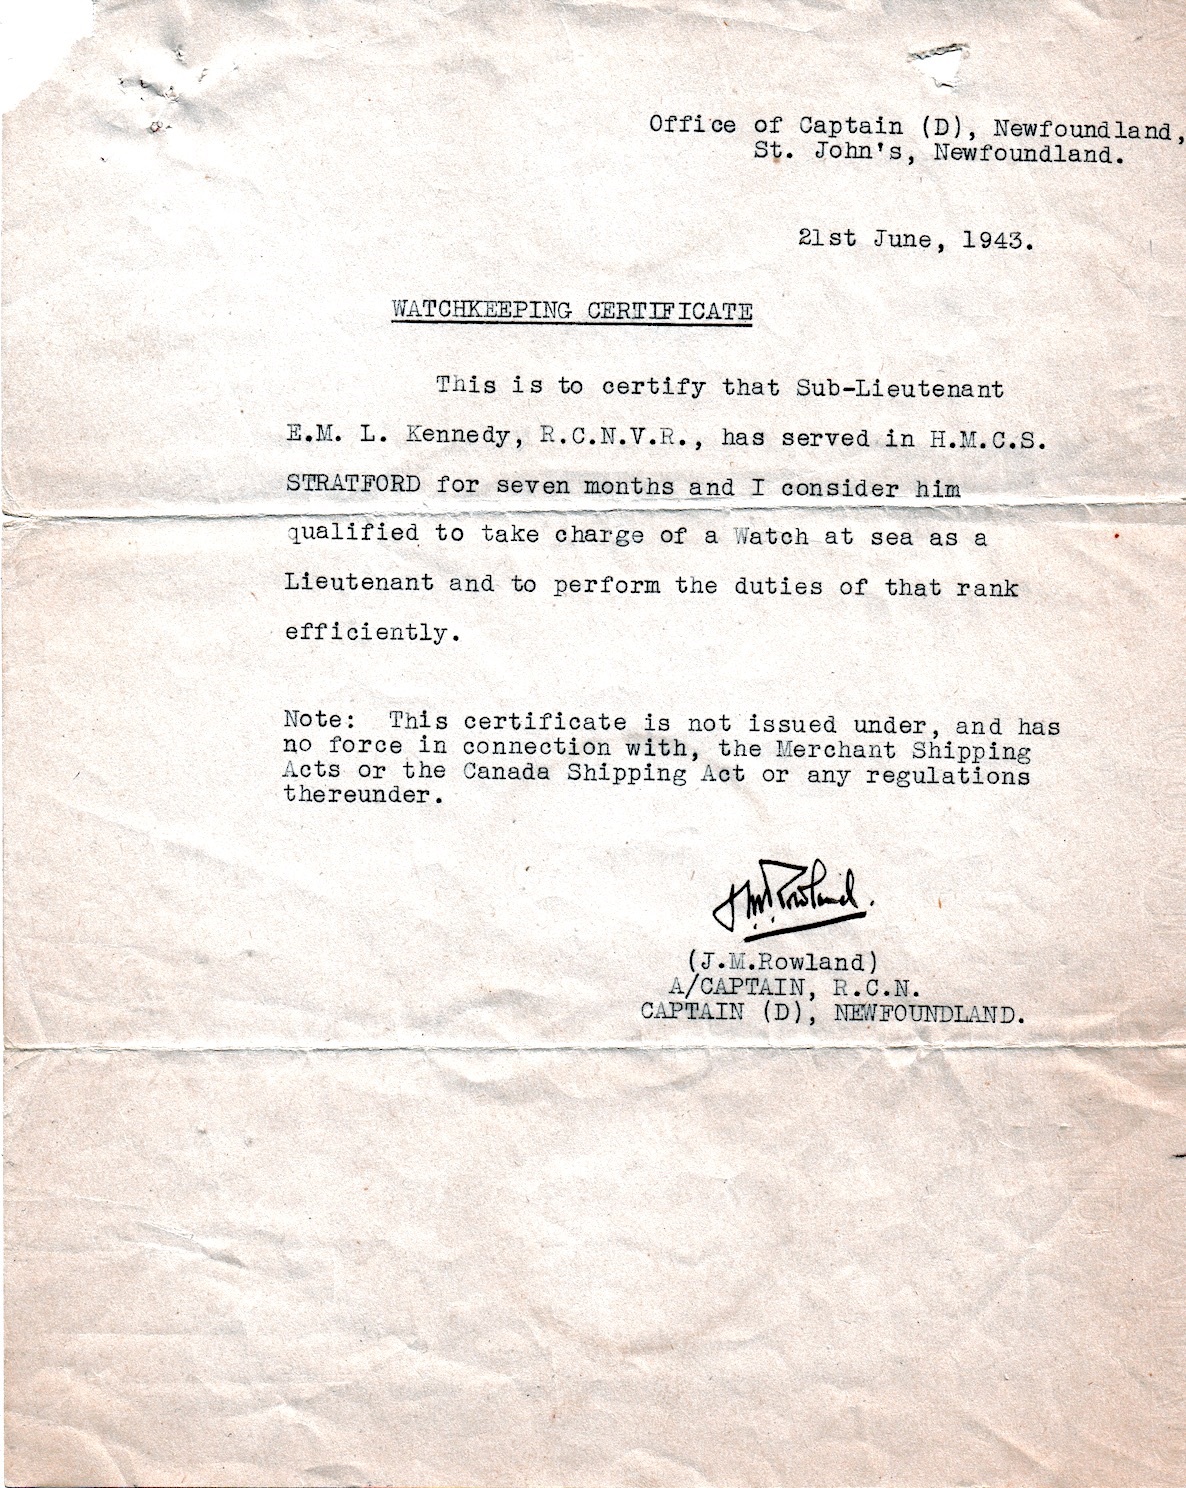 Office of Captain (D), Newfoundland,
St. John's, Newfoundland.
21st June, 1943.
WATCHKEEPING CERTIFICATE
This is to certify that Sub-Lieutenant
E.M. L. Kennedy, R.C.N.V.R., has served in H.M.C.S.
STRATFORD for seven months and I consider him
qualified to take charge of a Watch at sea as a
Lieutenant and to perform the duties of that rank
efficiently.
Note: This certificate is not issued under, and has
no force in connection with, the Merchant Shipping
Acts or the Canada Shipping Act or any regulations
thereunder.
JMRowland.
(J.M.Rowland)
A/CAPTAIN, R.C.N.
CAPTAIN (D), NEWFOUNDLAND.